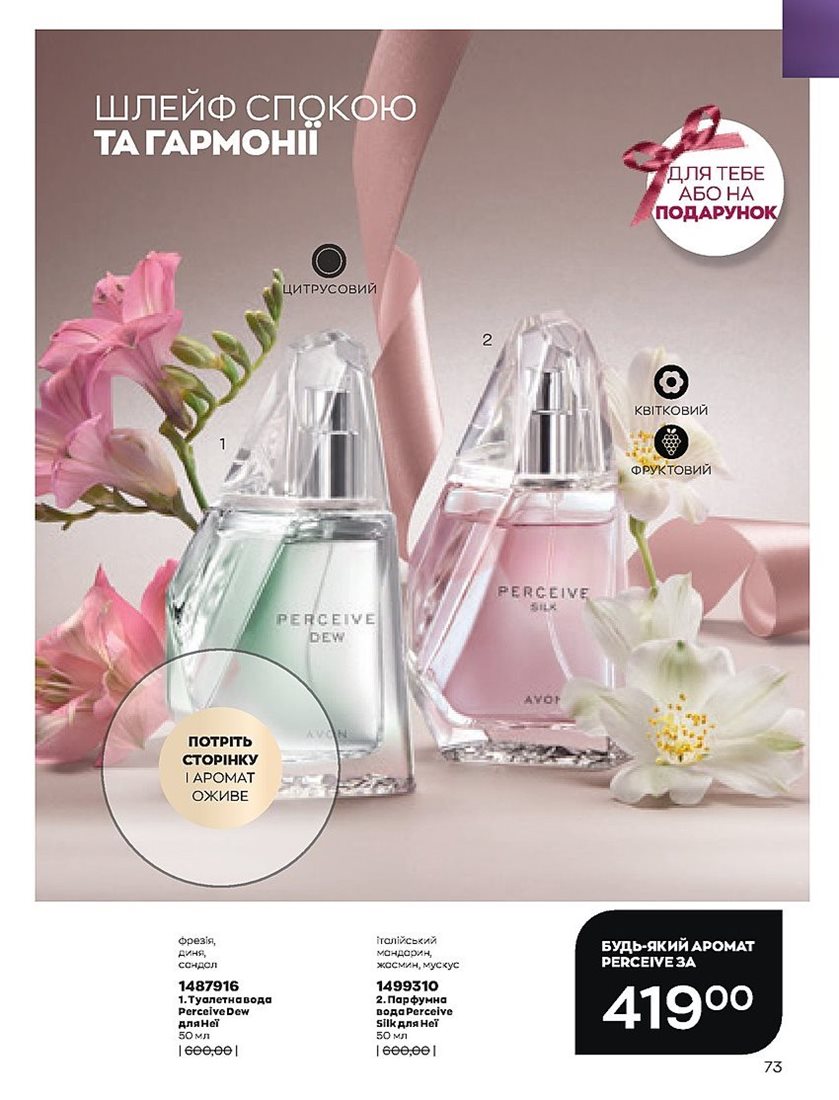 ШЛЕЙФ СПОКОЮ
ТА ГАРМОНІЇ
ДЛЯ ТЕБЕ
АБО НА
ПОДАРУНОК
ЦИТРУСОВИЙ
2
КВІТКОВИЙ
ФРУКТОВИЙ
1
PERCEIVE
DEW
AVON
PERCEIVE
SILK
AVON
ПОТРІТЬ
СТОРІНКУ
І АРОМАТ
ОЖИВЕ
фрезія,
диня,
сандал
1487916
1. Туалетна вода
Perceive Dew
для Неї
50 мл
| 600,00 |
італійський
мандарин,
жасмин, мускус
1499310
2. Парфумна
вода Perceive
Silk для Неї
50 мл
| 600,00 |
БУДЬ-ЯКИЙ АРОМАТ
PERCEIVE ЗА
41900
73